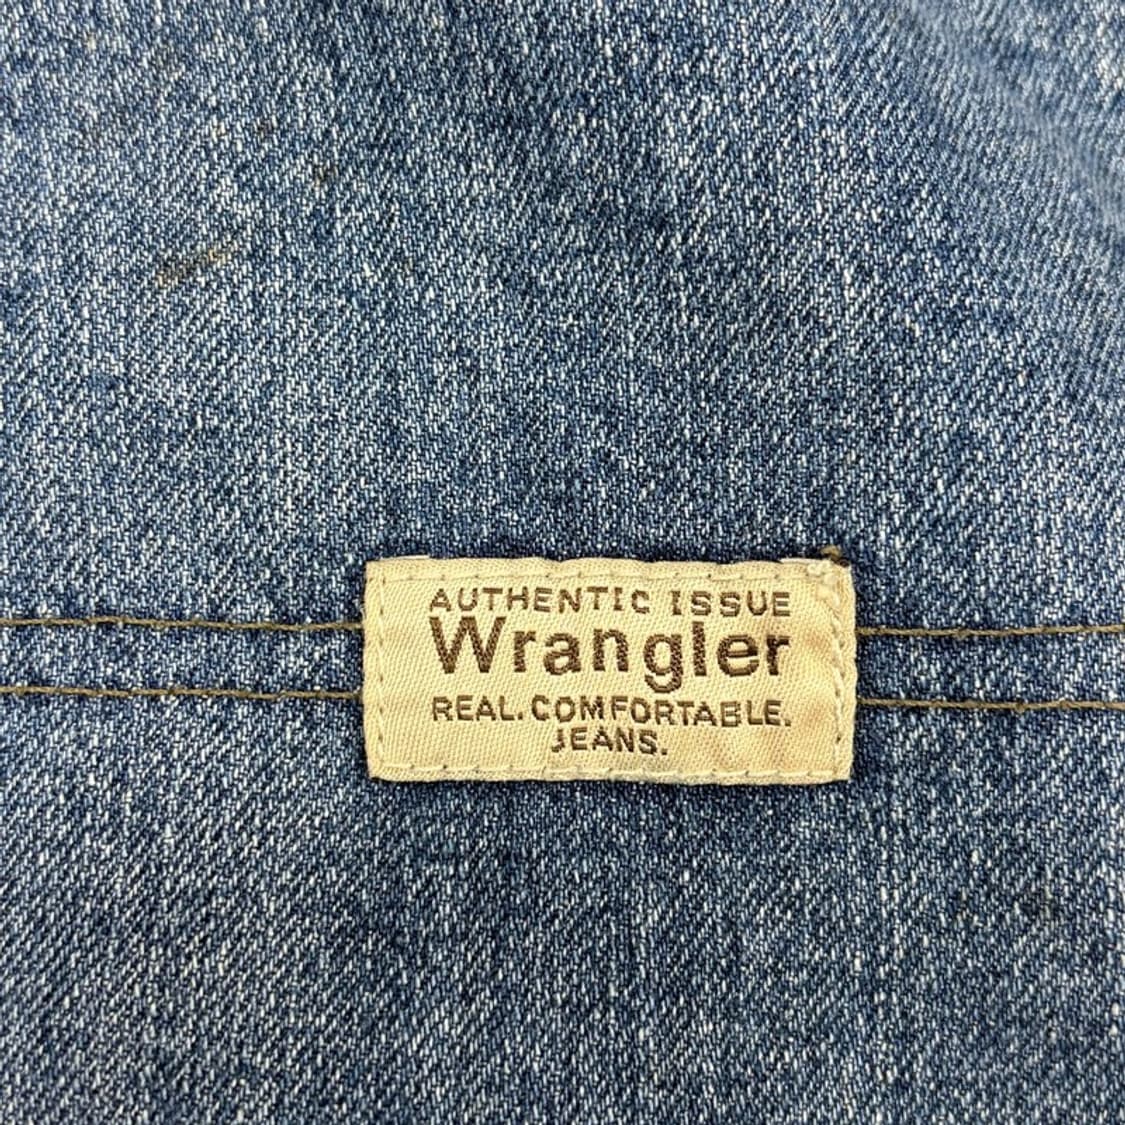 AUTHENTIC ISSUE
Wrangler
REAL. COMFORTABLE.
JEANS.